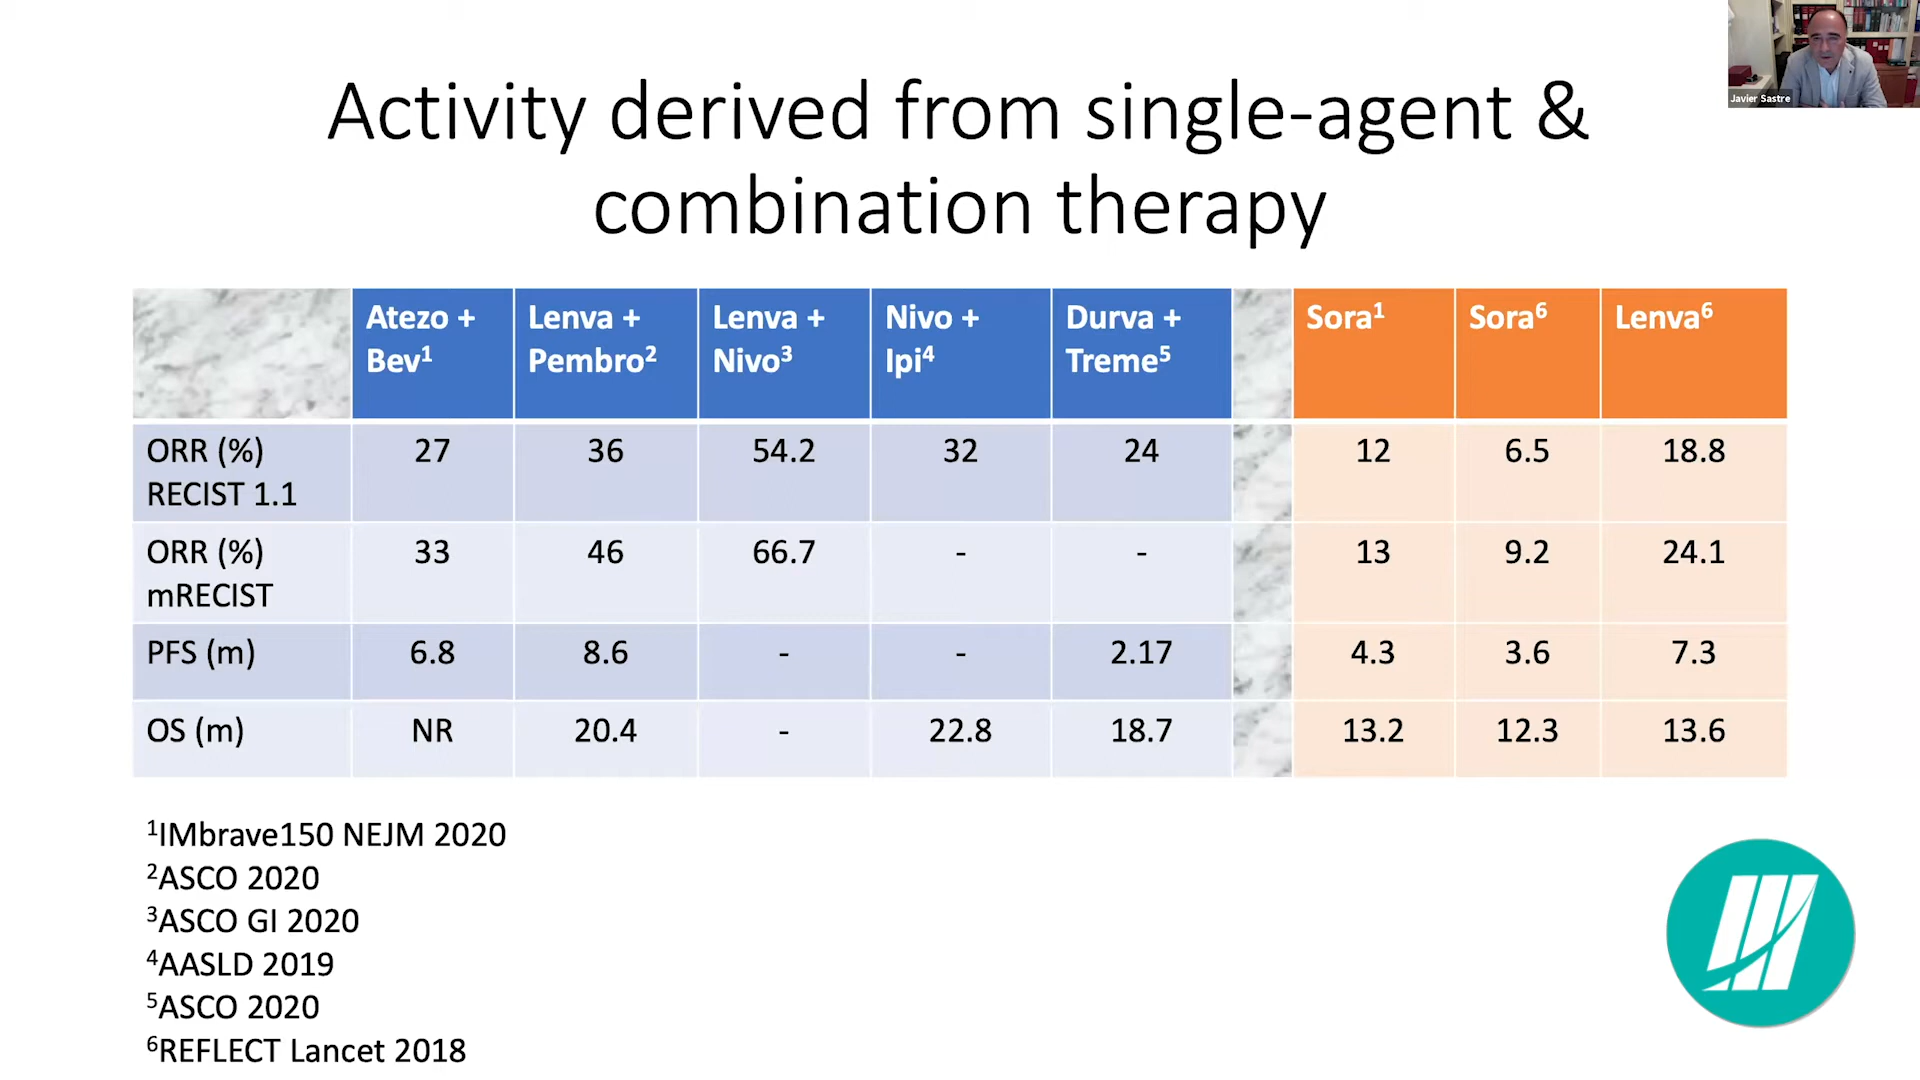 Javier Sastre
Activity derived from single-agent &
combination therapy
Atezo + Bev¹ Lenva + Pembro² Lenva + Nivo³ Nivo + Ipi⁴ Durva + Treme⁵ Sora¹ Sora⁶ Lenva⁶
ORR (%) RECIST 1.1 27 36 54.2 32 24 12 6.5 18.8
ORR (%) mRECIST 33 46 66.7 - - 13 9.2 24.1
PFS (m) 6.8 8.6 - - 2.17 4.3 3.6 7.3
OS (m) NR 20.4 - 22.8 18.7 13.2 12.3 13.6
¹IMbrave150 NEJM 2020
²ASCO 2020
³ASCO GI 2020
⁴AASLD 2019
⁵ASCO 2020
⁶REFLECT Lancet 2018